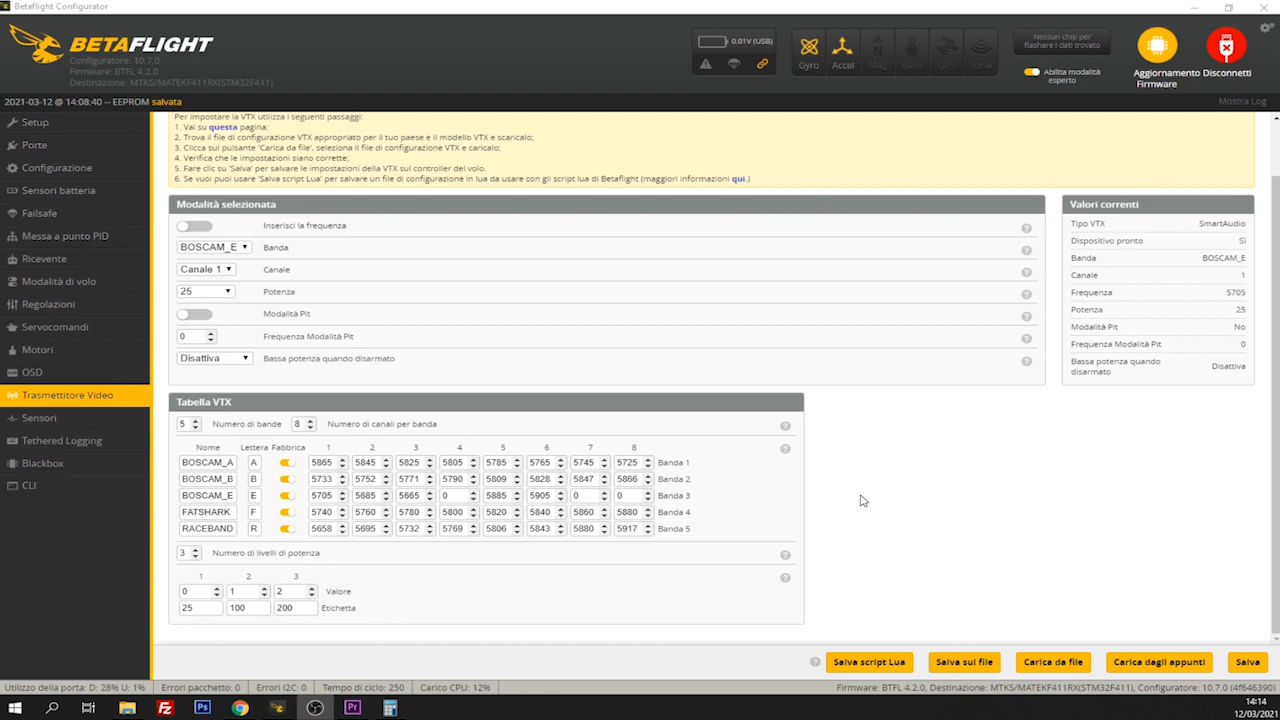 Betaflight Configurator
BETAFLIGHT
Configuratore: 10.7.0
Firmware: BTFL 4.2.0
Destinazione: MTKS/MATEKF411RX(STM32F411)
0.01V (USB)
Gyro
Accel
Mag
Baro
GPS
Sonar
Nessun chip per
flashare i dati trovato
Abilita modalità
esperto
Aggiornamento
Firmware
Disconnetti
2021-03-12 @ 14:08:40 -- EEPROM salvata
Mostra Log
Setup
Porte
Configurazione
Sensori batteria
Failsafe
Messa a punto PID
Ricevente
Modalità di volo
Regolazioni
Servocomandi
Motori
OSD
Trasmettitore Video
Sensori
Tethered Logging
Blackbox
CLI
Per impostare la VTX utilizza i seguenti passaggi:
1. Vai su questa pagina;
2. Trova il file di configurazione VTX appropriato per il tuo paese e il modello VTX e scaricalo;
3. Clicca sul pulsante 'Carica da file', seleziona il file di configurazione VTX e caricalo;
4. Verifica che le impostazioni siano corrette;
5. Fare clic su 'Salva' per salvare le impostazioni della VTX sul controller del volo.
6. Se vuoi puoi usare 'Salva script Lua' per salvare un file di configurazione in lua da usare con gli script lua di Betaflight (maggiori informazioni qui.)
Modalità selezionata
Inserisci la frequenza
BOSCAM_E Banda
Canale 1 Canale
25 Potenza
Modalità Pit
0 Frequenza Modalità Pit
Disattiva Bassa potenza quando disarmato
Valori correnti
Tipo VTX SmartAudio
Dispositivo pronto Sì
Banda BOSCAM_E
Canale 1
Frequenza 5705
Potenza 25
Modalità Pit No
Frequenza Modalità Pit 0
Bassa potenza quando
disarmato Disattiva
Tabella VTX
5 Numero di bande 8 Numero di canali per banda
Nome Lettera Fabbrica 1 2 3 4 5 6 7 8
BOSCAM_A A 5865 5845 5825 5805 5785 5765 5745 5725 Banda 1
BOSCAM_B B 5733 5752 5771 5790 5809 5828 5847 5866 Banda 2
BOSCAM_E E 5705 5685 5665 0 5885 5905 0 0 Banda 3
FATSHARK F 5740 5760 5780 5800 5820 5840 5860 5880 Banda 4
RACEBAND R 5658 5695 5732 5769 5806 5843 5880 5917 Banda 5
3 Numero di livelli di potenza
1 2 3
0 1 2 Valore
25 100 200 Etichetta
Salva script Lua
Salva sul file
Carica da file
Carica dagli appunti
Salva
Utilizzo della porta: D: 28% U: 1%
Errori pacchetto: 0
Errori I2C: 0
Tempo di ciclo: 250
Carico CPU: 12%
Firmware: BTFL 4.2.0, Destinazione: MTKS/MATEKF411RX(STM32F411), Configuratore: 10.7.0 (4f646390)
14:14
12/03/2021